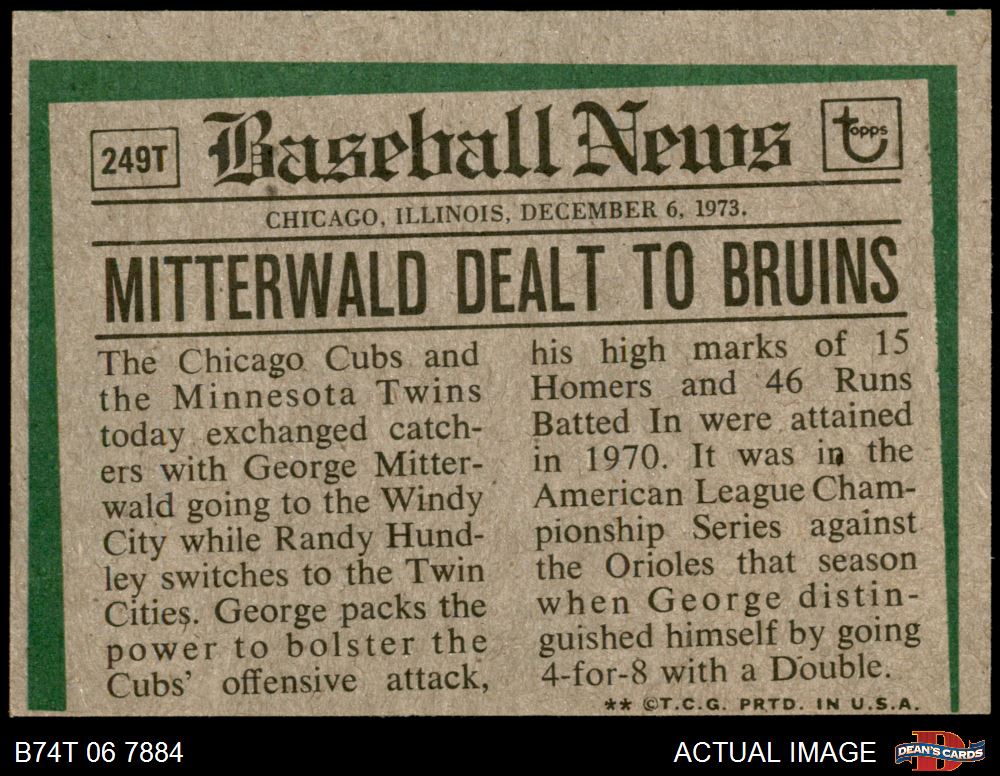 249T
Baseball News
topps
CHICAGO, ILLINOIS, DECEMBER 6, 1973.
MITTERWALD DEALT TO BRUINS
The Chicago Cubs and
the Minnesota Twins
today exchanged catch-
ers with George Mitter-
wald going to the Windy
City while Randy Hund-
ley switches to the Twin
Cities. George packs the
power to bolster the
Cubs' offensive attack,
his high marks of 15
Homers and 46 Runs
Batted In were attained
in 1970. It was in the
American League Cham-
pionship Series against
the Orioles that season
when George distin-
guished himself by going
4-for-8 with a Double.
** ©T.C.G. PRTD. IN U.S.A.
B74T 06 7884
ACTUAL IMAGE
D
DEAN'S CARDS